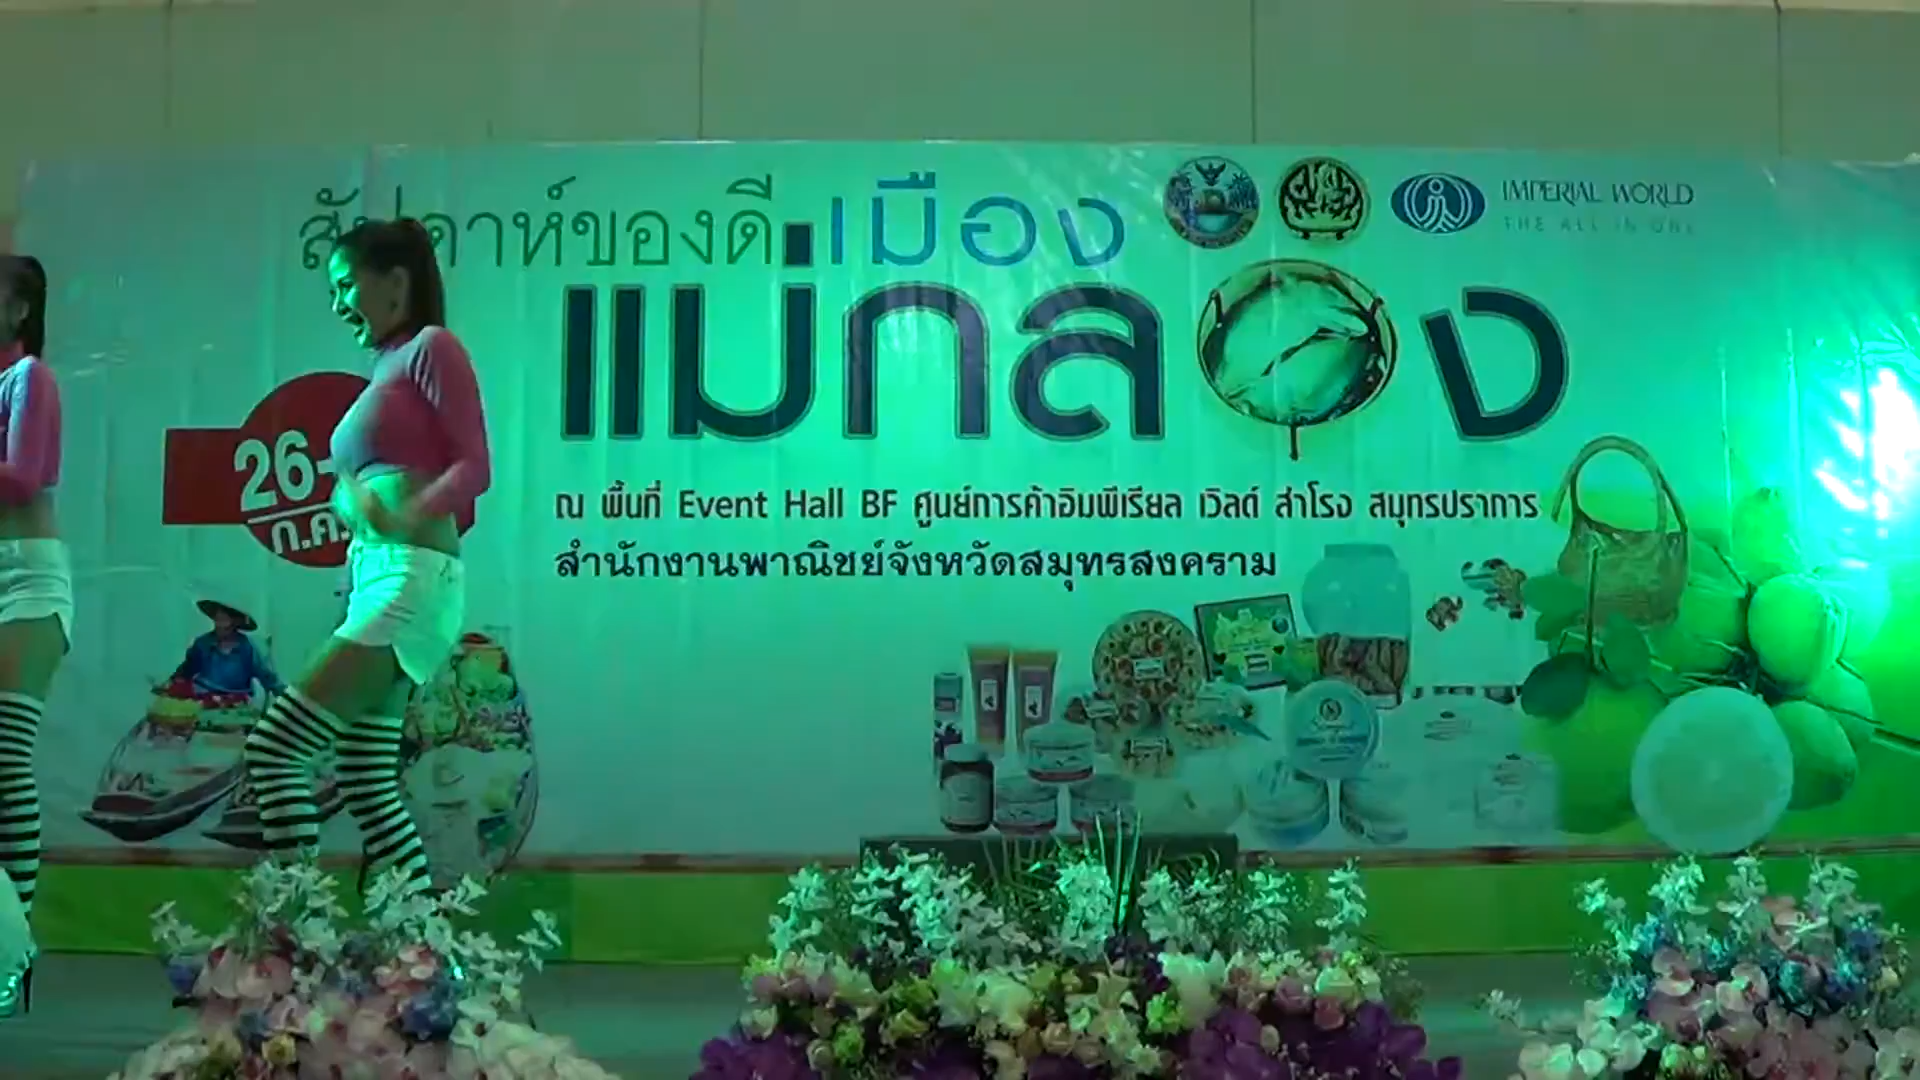 สัปดาห์ของดี เมือง
IMPERIAL WORLD
THE ALL IN ONE
แม่กลอง
26-
ก.ค.
ณ พื้นที่ Event Hall BF ศูนย์การค้าอิมพีเรียล เวิลด์ สำโรง สมุทรปราการ
สำนักงานพาณิชย์จังหวัดสมุทรสงคราม